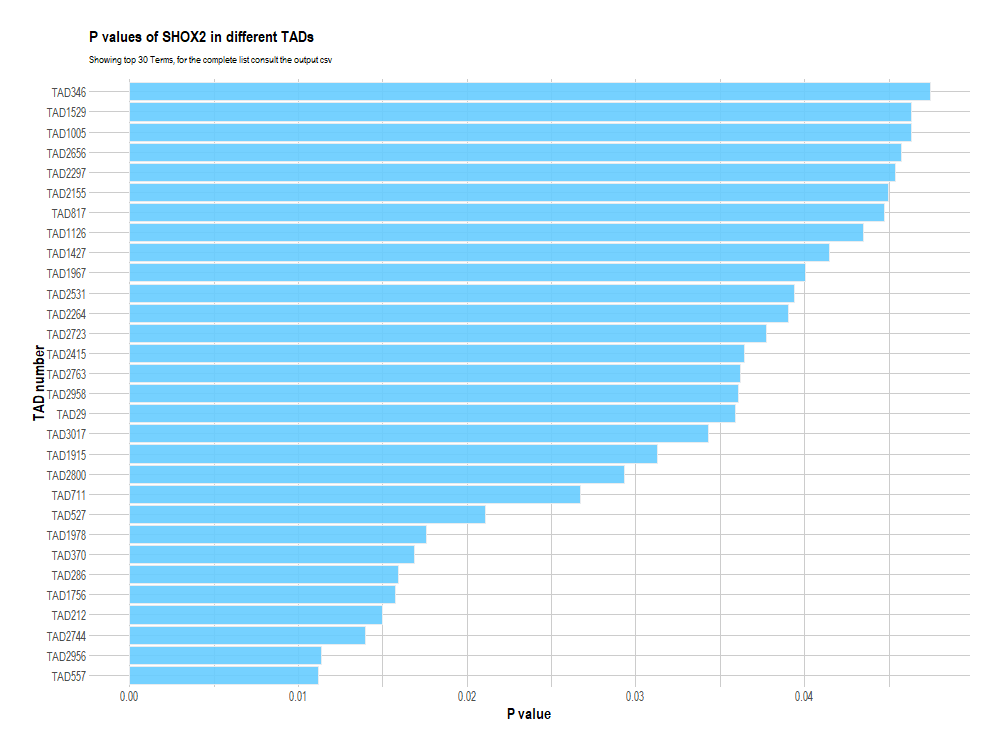 P values of SHOX2 in different TADs
Showing top 30 Terms, for the complete list consult the output csv
TAD346
TAD1529
TAD1005
TAD2656
TAD2297
TAD2155
TAD817
TAD1126
TAD1427
TAD1967
TAD2531
TAD2264
TAD2723
TAD2415
TAD2763
TAD2958
TAD29
TAD3017
TAD1915
TAD2800
TAD711
TAD527
TAD1978
TAD370
TAD286
TAD1756
TAD212
TAD2744
TAD2956
TAD557
TAD number
0.00 0.01 0.02 0.03 0.04
P value